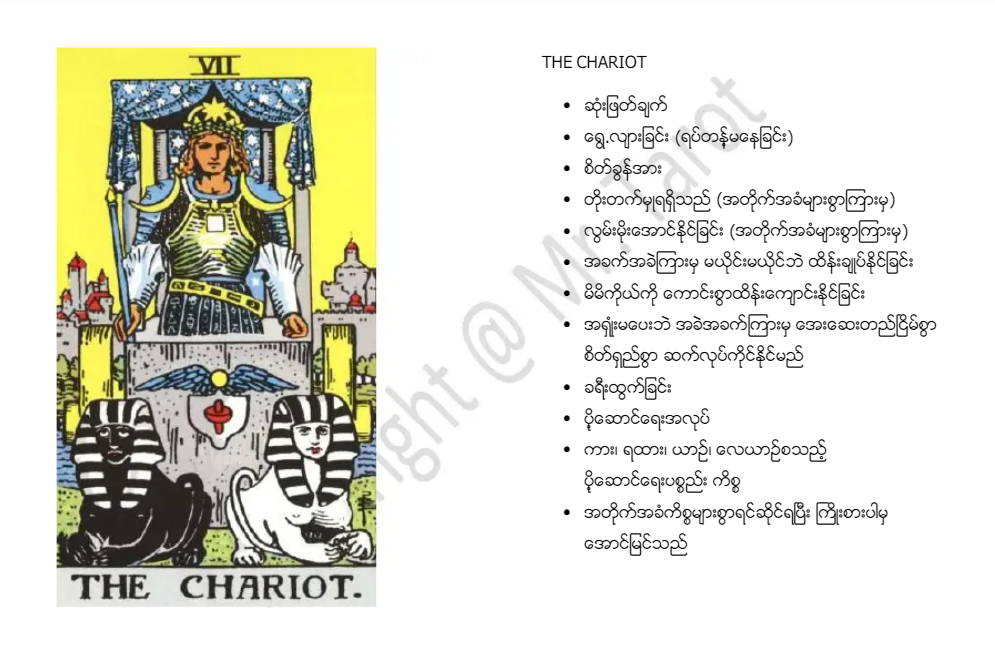 VII
THE CHARIOT.
THE CHARIOT
• ဆုံးဖြတ်ချက်
• ရွေ့လျားခြင်း (ရပ်တန့်မနေခြင်း)
• စိတ်ခွန်အား
• တိုးတက်မှုရရှိသည် (အတိုက်အခံများစွာကြားမှ)
• လွှမ်းမိုးအောင်နိုင်ခြင်း (အတိုက်အခံများစွာကြားမှ)
• အခက်အခဲကြားမှ မယိုင်းမယိုင်ဘဲ ထိန်းချုပ်နိုင်ခြင်း
• မိမိကိုယ်ကို ကောင်းစွာထိန်းကျောင်းနိုင်ခြင်း
• အရှုံးမပေးဘဲ အခဲအခက်ကြားမှ အေးဆေးတည်ငြိမ်စွာ
စိတ်ရှည်စွာ ဆက်လုပ်ကိုင်နိုင်မည်
• ခရီးထွက်ခြင်း
• ပို့ဆောင်ရေးအလုပ်
• ကား၊ ရထား၊ ယာဉ်၊ လေယာဉ်စသည့်
ပို့ဆောင်ရေးပစ္စည်း ကိစ္စ
• အတိုက်အခံကိစ္စများစွာရင်ဆိုင်ရပြီး ကြိုးစားပါမှ
အောင်မြင်သည်
ight @ Mr. Tarot